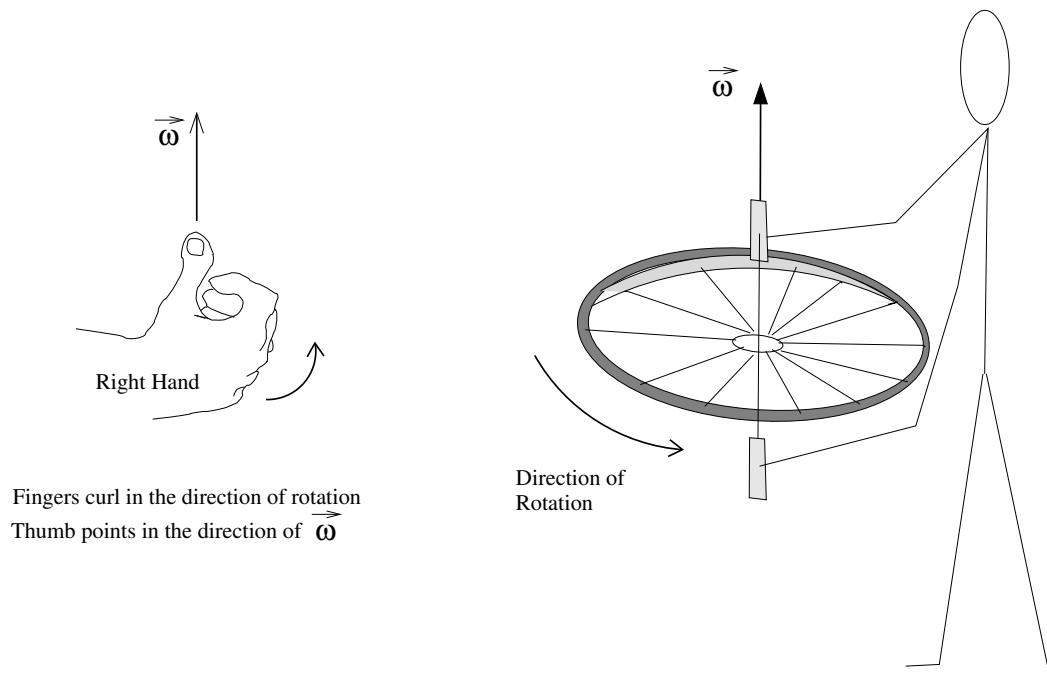 ω
ω
Right Hand
Direction of
Rotation
Fingers curl in the direction of rotation
Thumb points in the direction of ω